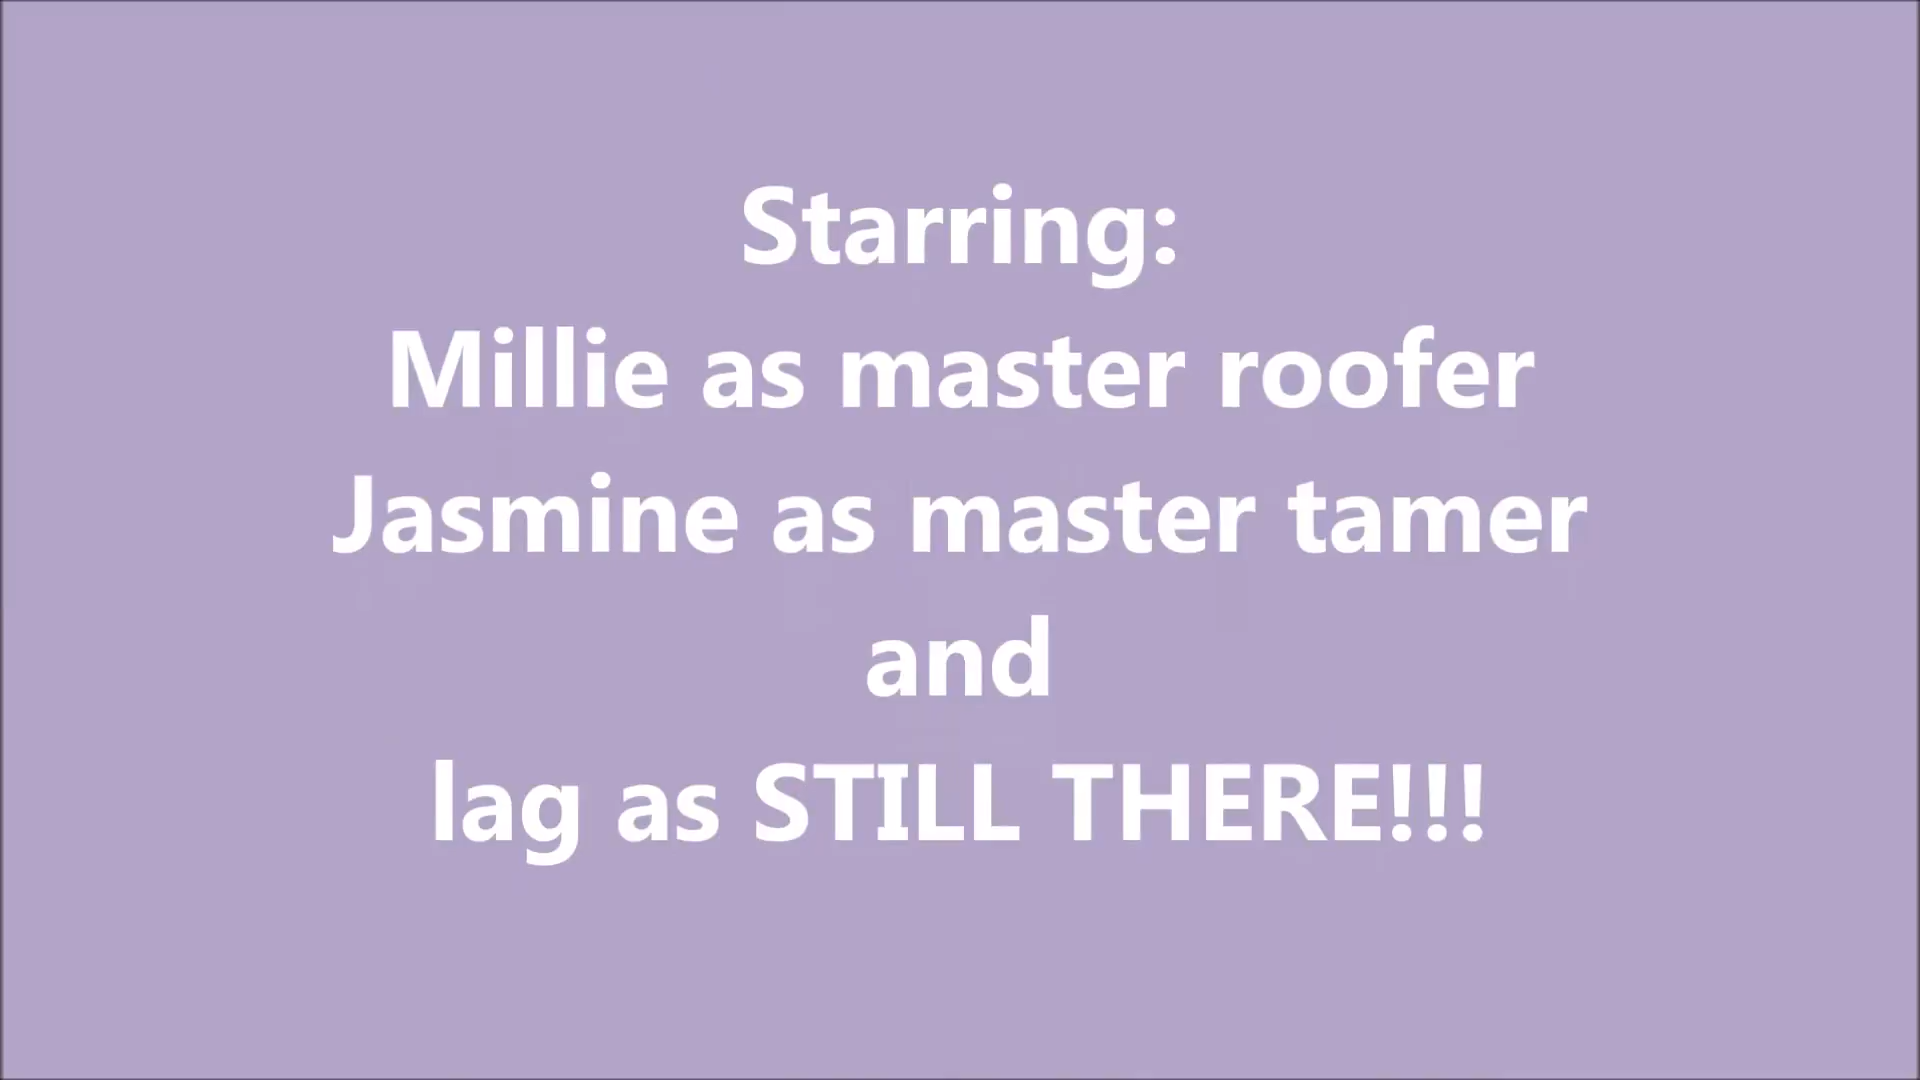 Starring:
Millie as master roofer
Jasmine as master tamer
and
lag as STILL THERE!!!